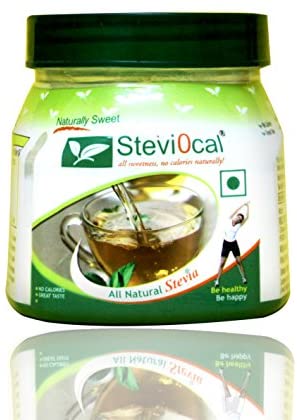 Naturally Sweet
Stevi0cal®
all sweetness, no calories naturally!
• NO CALORIES
• GREAT TASTE
All Natural Stevia
Be healthy
Be happy